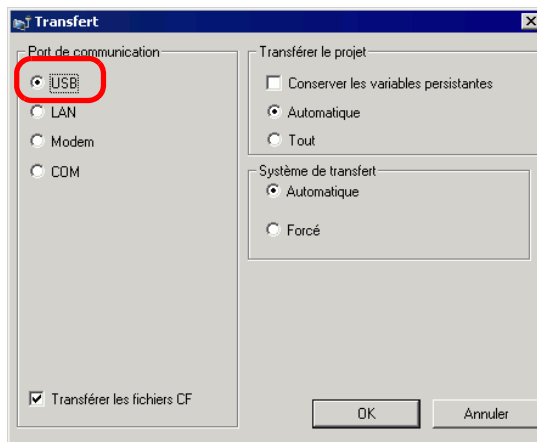 Transfert
Port de communication
USB
LAN
Modem
COM
Transférer les fichiers CF
Transférer le projet
Conserver les variables persistantes
Automatique
Tout
Système de transfert
Automatique
Forcé
OK
Annuler